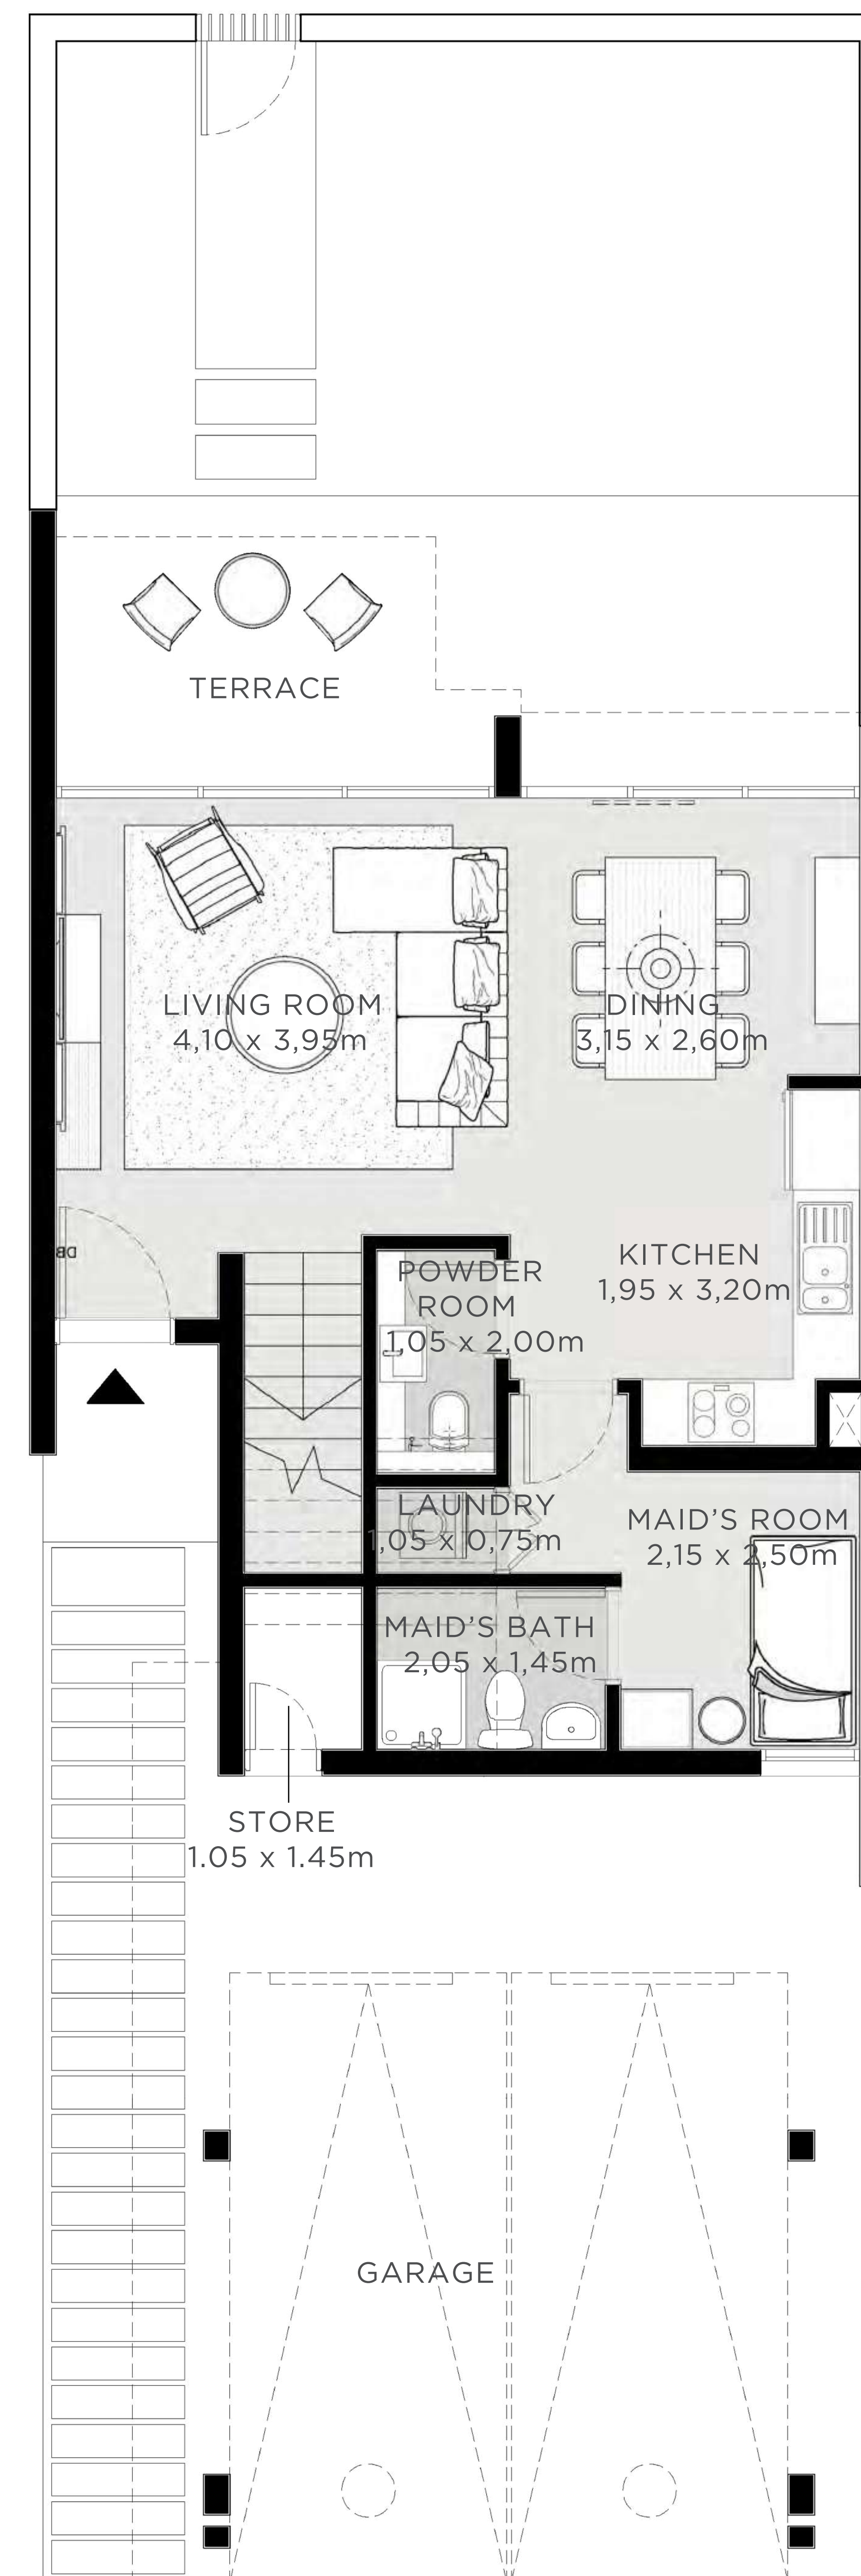 TERRACE
LIVING ROOM
4,10 x 3,95m
DINING
3,15 x 2,60m
DB
KITCHEN
1,95 x 3,20m
POWDER
ROOM
1,05 x 2,00m
LAUNDRY
1,05 x 0,75m
MAID'S ROOM
2,15 x 2,50m
MAID'S BATH
2,05 x 1,45m
STORE
1.05 x 1.45m
GARAGE